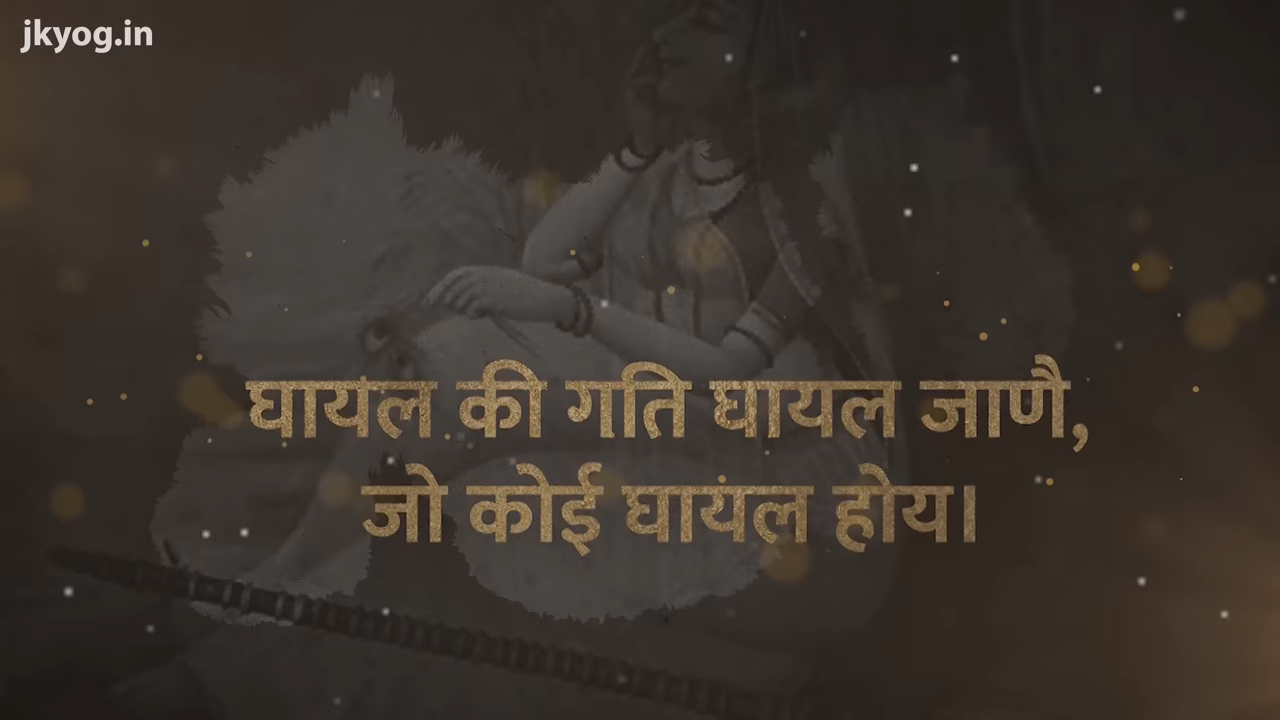 jkyog.in
घायल की गति घायल जाणै,
जो कोई घायल होय।